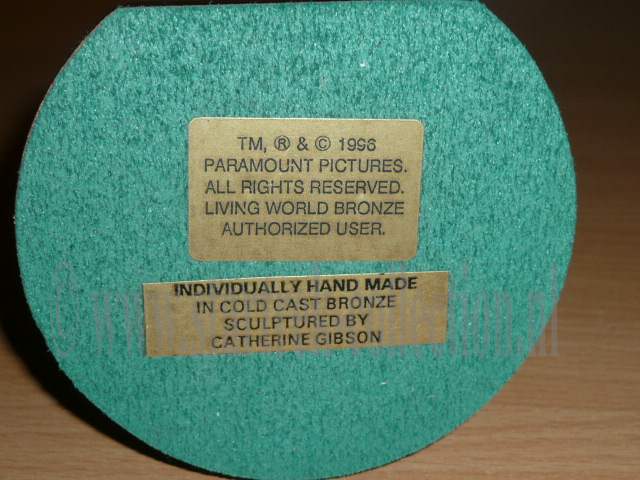 TM, ® & © 1996
PARAMOUNT PICTURES.
ALL RIGHTS RESERVED.
LIVING WORLD BRONZE
AUTHORIZED USER.
INDIVIDUALLY HAND MADE
IN COLD CAST BRONZE
SCULPTURED BY
CATHERINE GIBSON